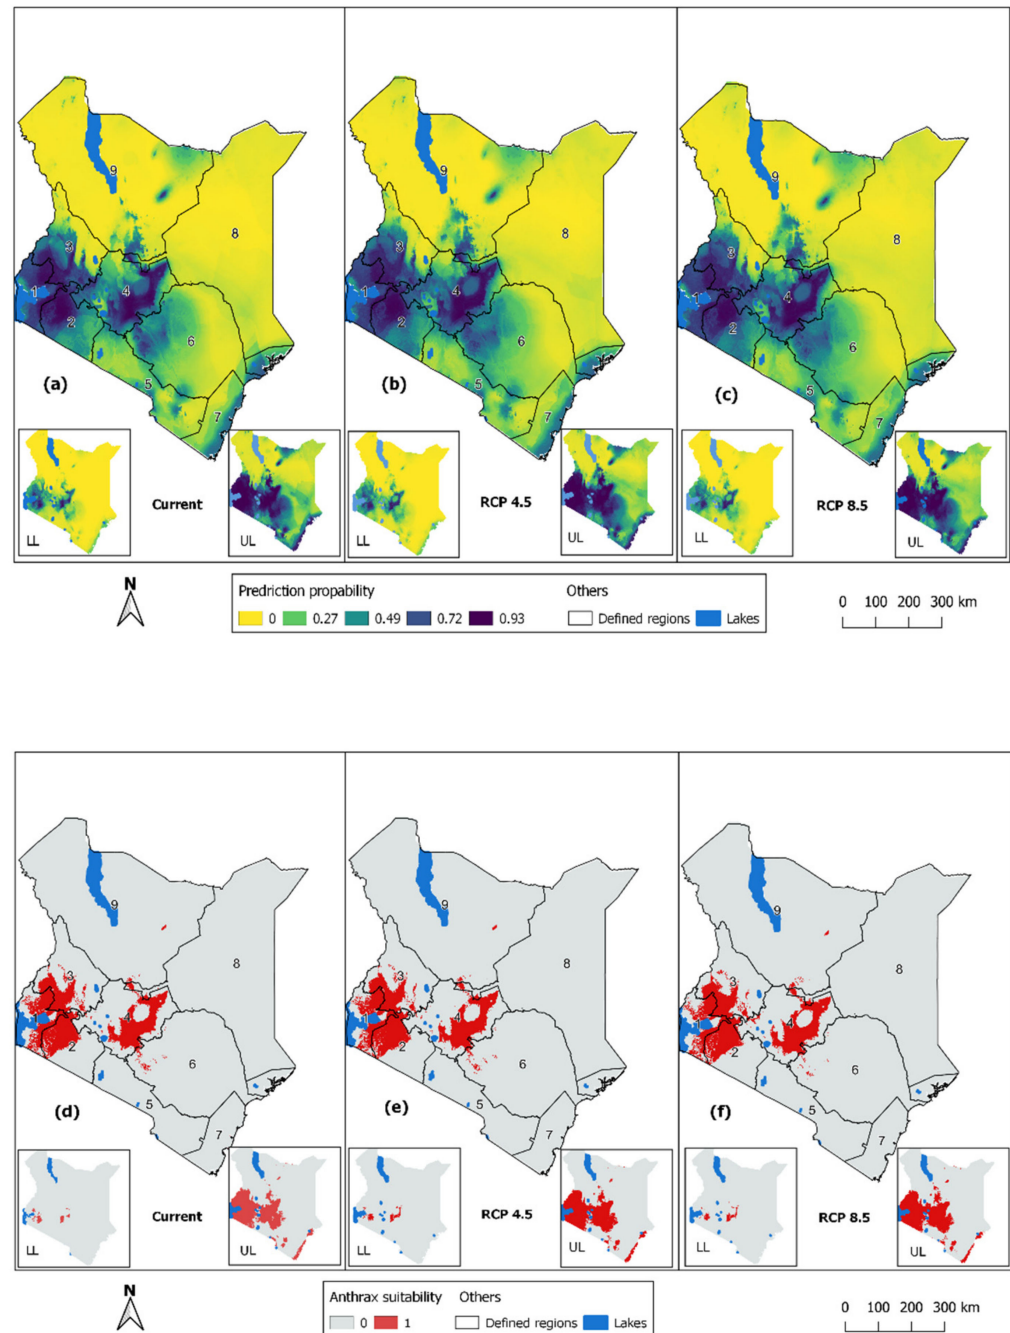 9
8
3
1
4
2
6
5
7
(a)
LL
Current
UL
9
8
3
1
4
2
6
5
7
(b)
LL
RCP 4.5
UL
9
8
3
1
4
2
6
5
7
(c)
LL
RCP 8.5
UL
N
Predriction propability
0 0.27 0.49 0.72 0.93
Others
Defined regions Lakes
0 100 200 300 km
9
8
3
1
4
2
6
5
7
(d)
LL
Current
UL
9
8
3
1
4
2
6
5
7
(e)
LL
RCP 4.5
UL
9
8
3
1
4
2
6
5
7
(f)
LL
RCP 8.5
UL
N
Anthrax suitability
0 1
Others
Defined regions Lakes
0 100 200 300 km